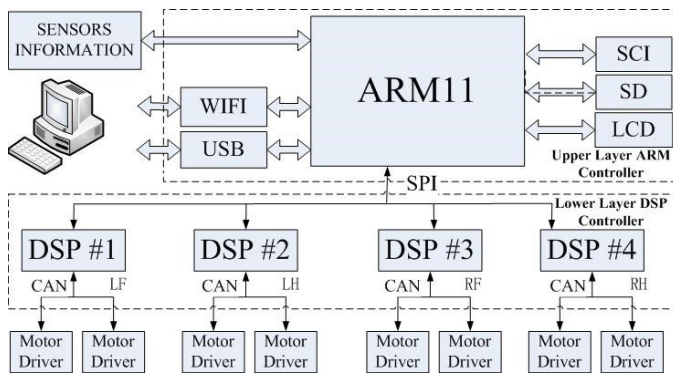 SENSORS
INFORMATION
ARM11
SCI
SD
LCD
WIFI
USB
Upper Layer ARM
Controller
SPI
Lower Layer DSP
Controller
DSP #1
DSP #2
DSP #3
DSP #4
CAN
LF
CAN
LH
CAN
RF
CAN
RH
Motor
Driver
Motor
Driver
Motor
Driver
Motor
Driver
Motor
Driver
Motor
Driver
Motor
Driver
Motor
Driver